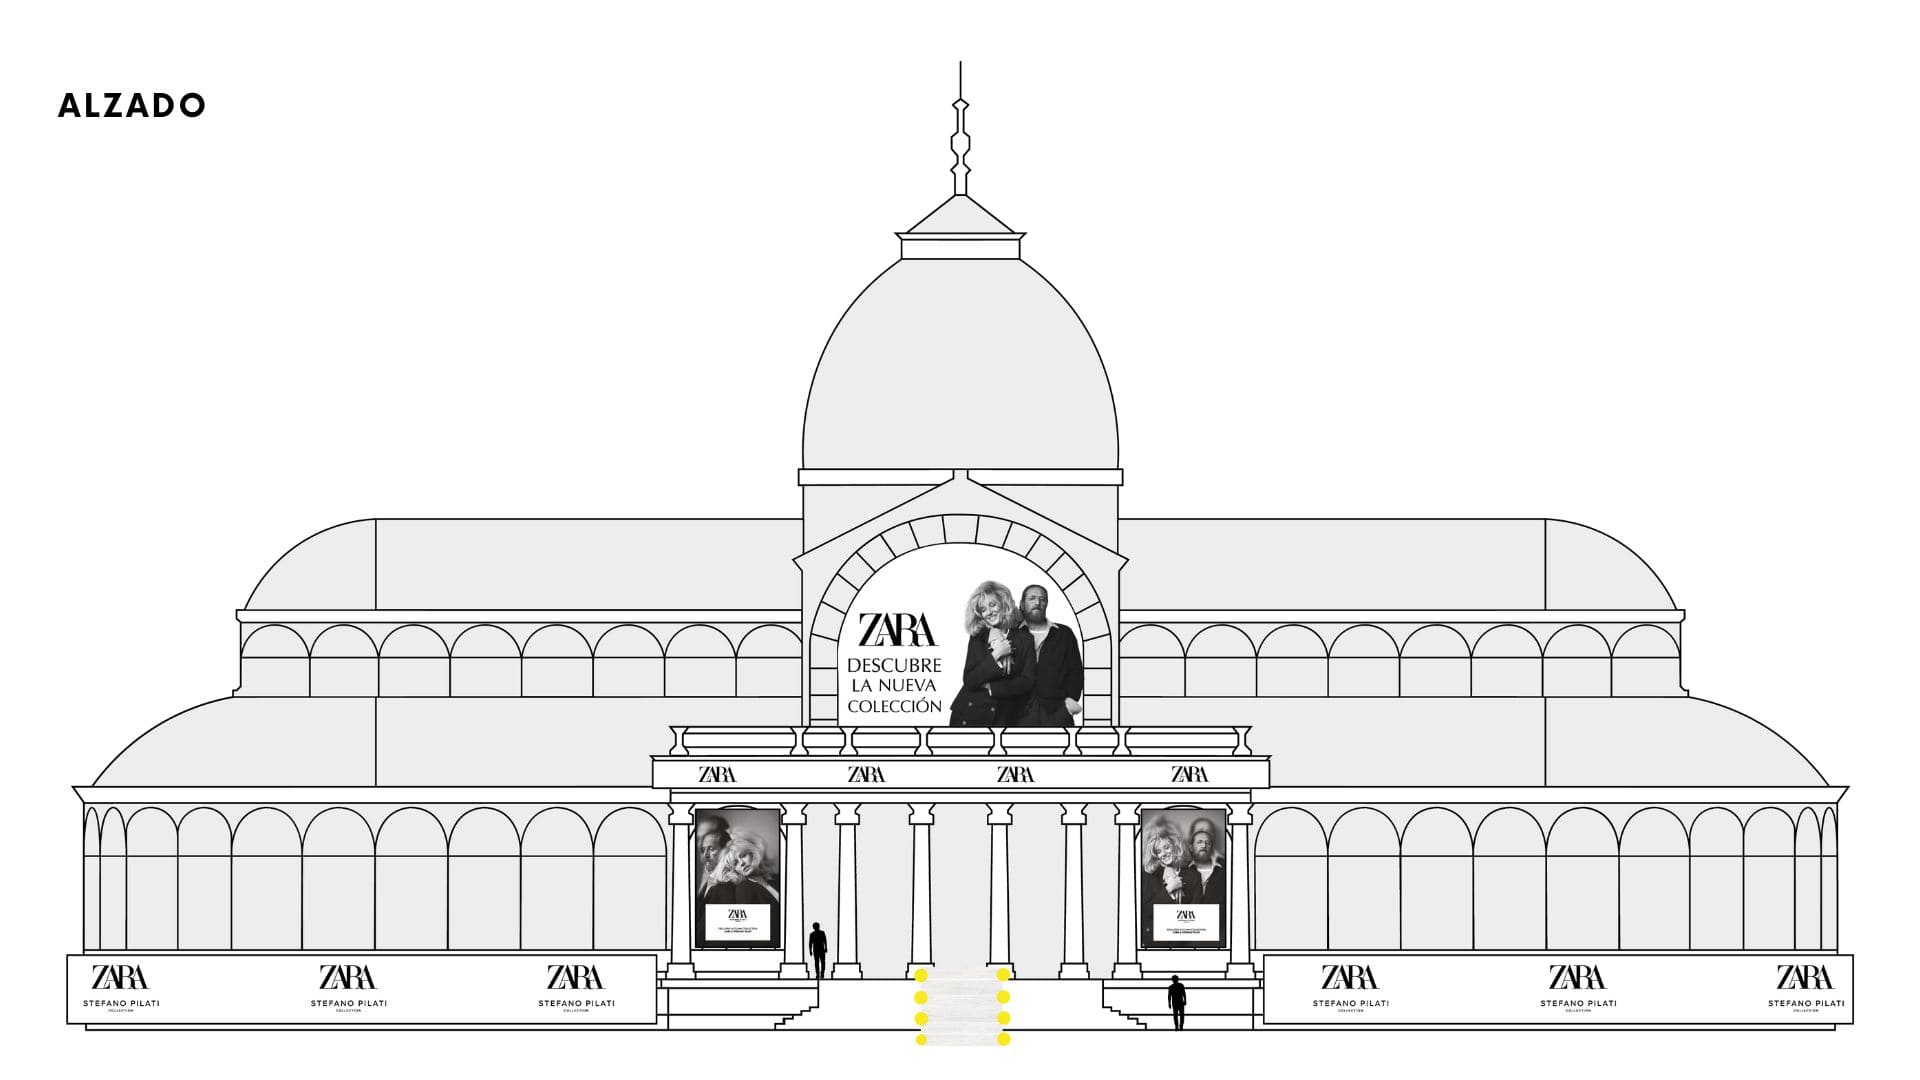 ALZADO
ZARA
DESCUBRE
LA NUEVA
COLECCIÓN
ZARA ZARA ZARA ZARA
ZARA
ZARA
ZARA ZARA ZARA
STEFANO PILATI STEFANO PILATI STEFANO PILATI
COLLECTION COLLECTION COLLECTION
ZARA ZARA ZARA
STEFANO PILATI STEFANO PILATI STEFANO PILATI
COLLECTION COLLECTION COLLECTION